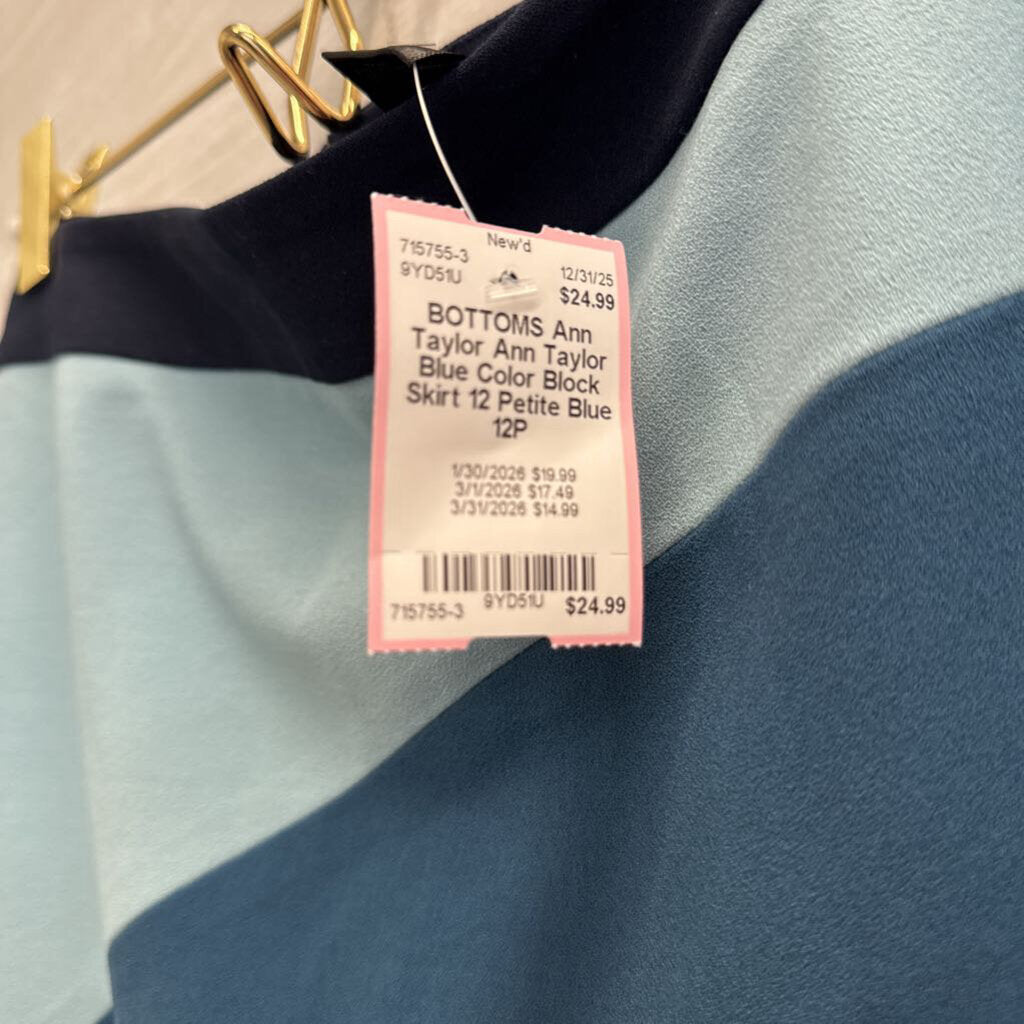 New'd
715755-3
9YD51U
12/31/25
$24.99
BOTTOMS Ann
Taylor Ann Taylor
Blue Color Block
Skirt 12 Petite Blue
12P
1/30/2026 $19.99
3/1/2026 $17.49
3/31/2026 $14.99
715755-3 9YD51U $24.99